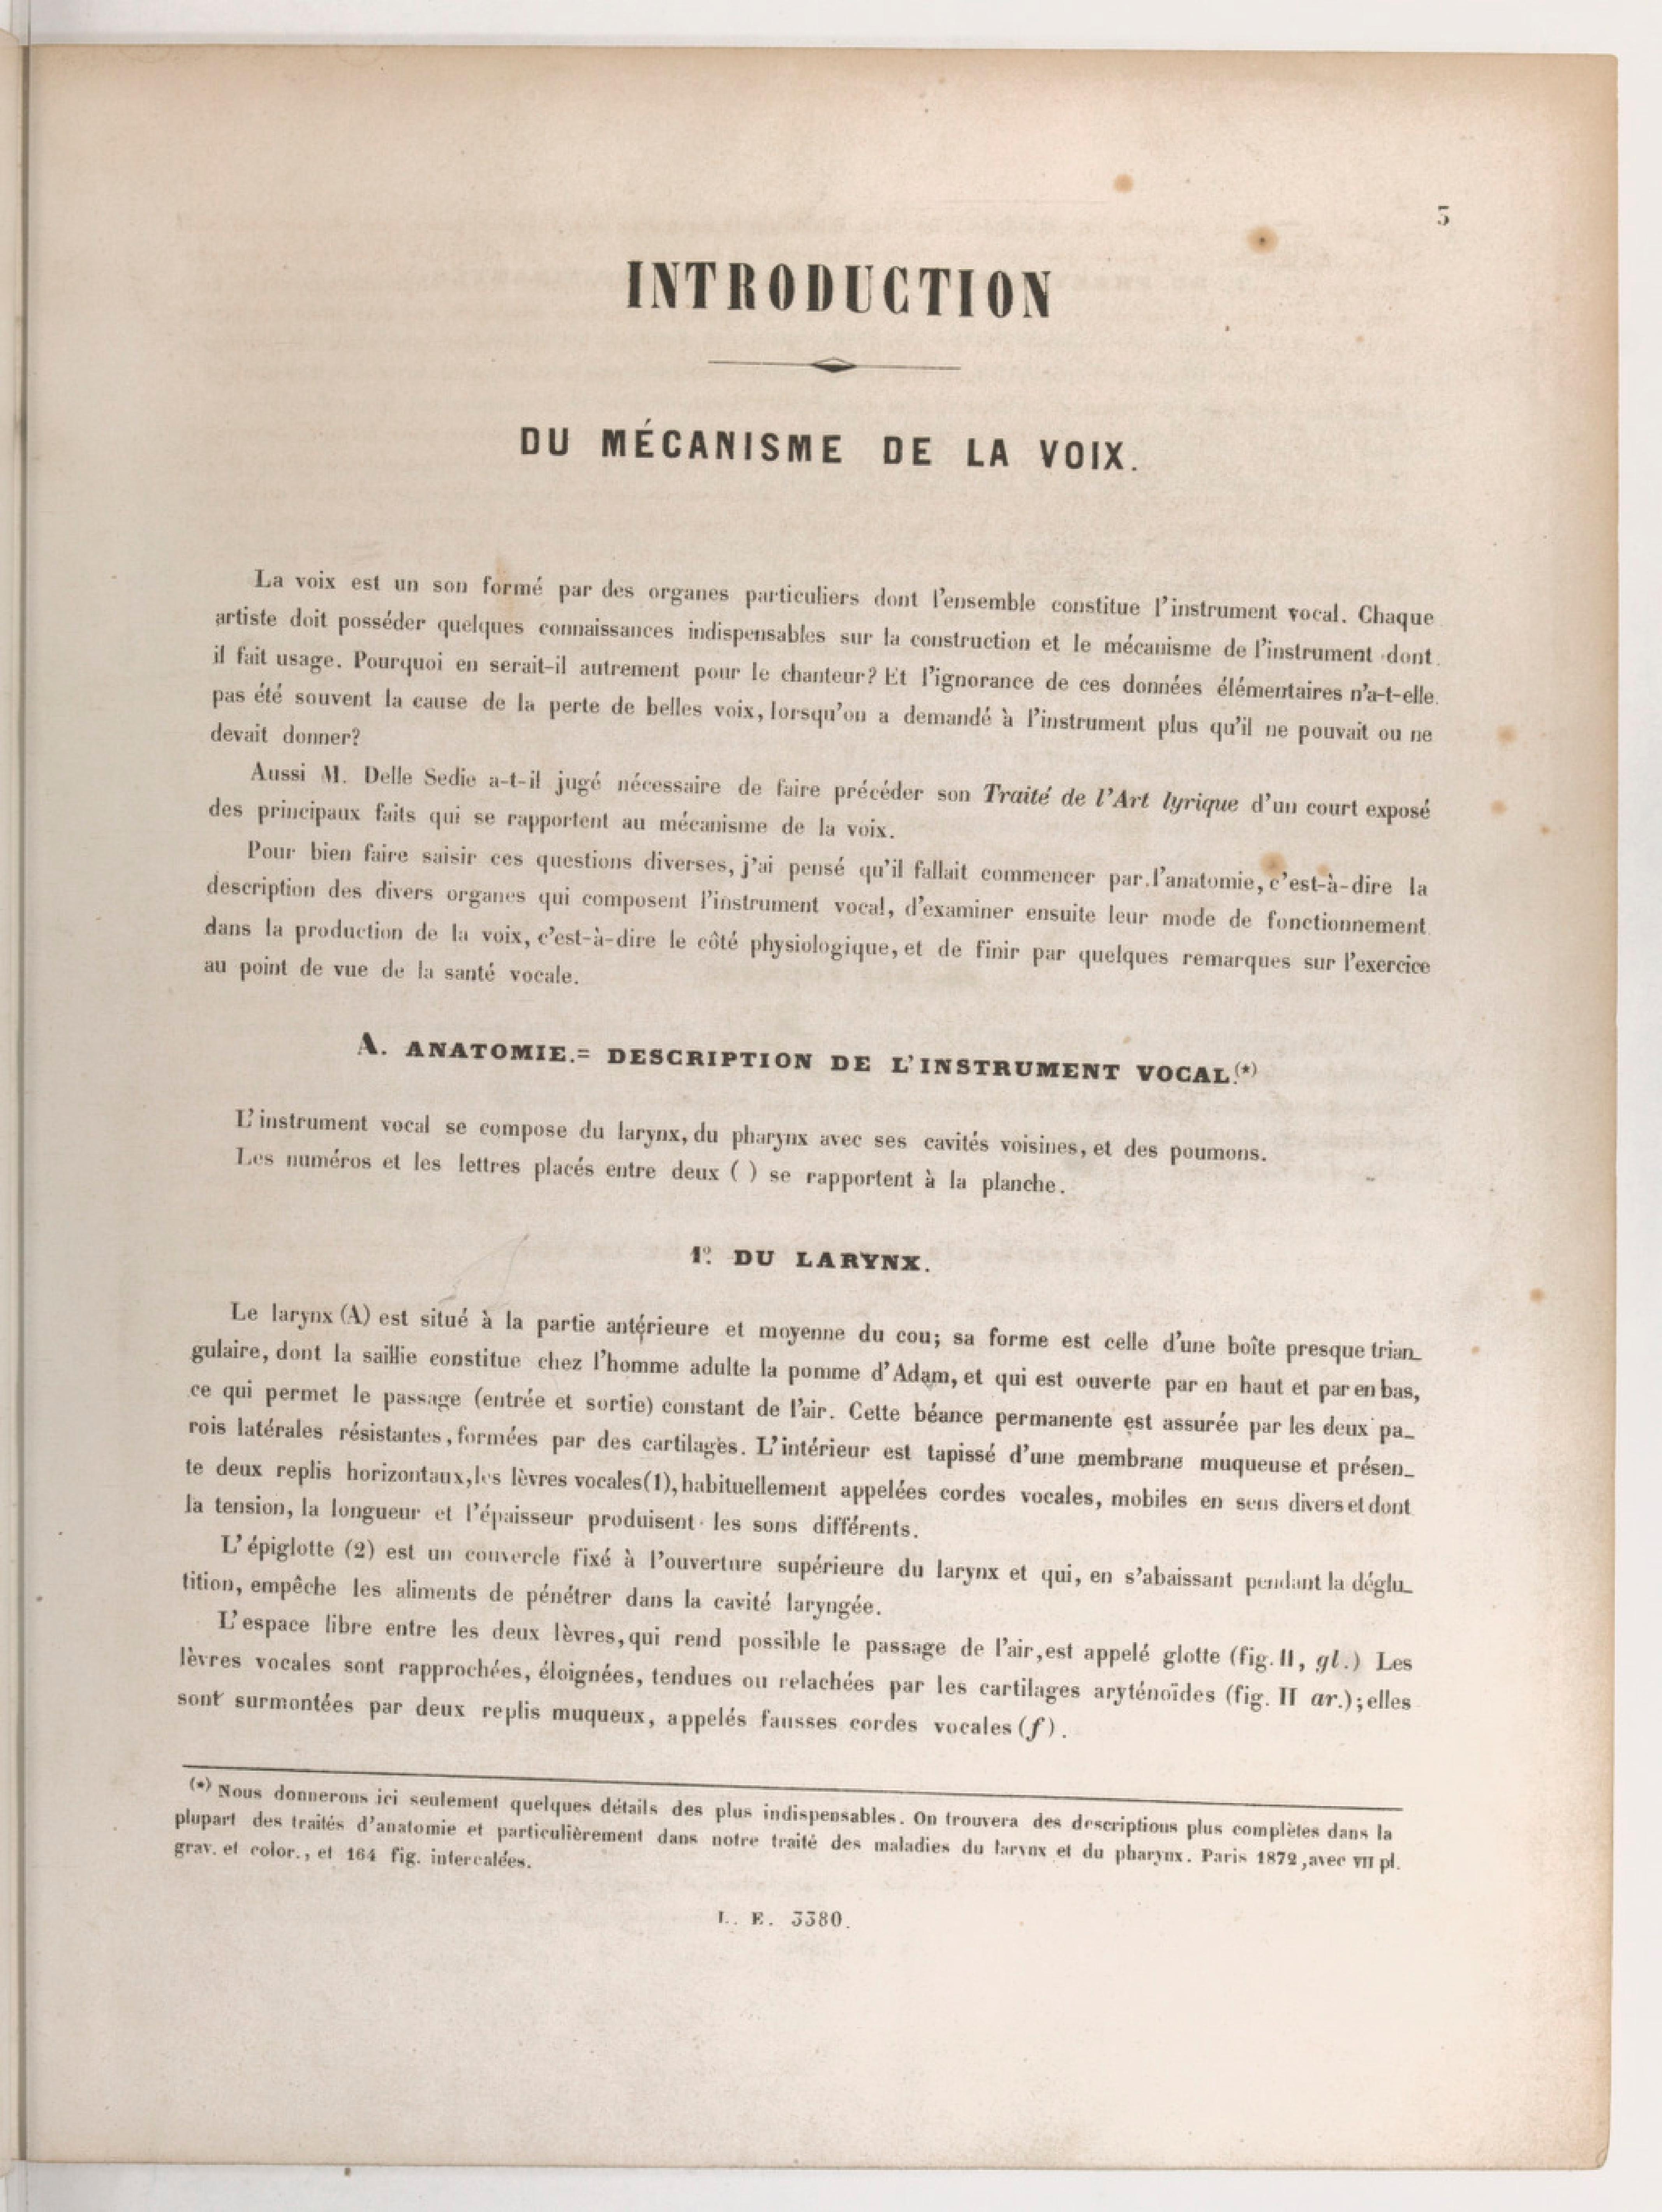 3
INTRODUCTION
DU MÉCANISME DE LA VOIX.
La voix est un son formé par des organes particuliers dont l'ensemble constitue l'instrument vocal. Chaque
artiste doit posséder quelques connaissances indispensables sur la construction et le mécanisme de l'instrument dont
il fait usage. Pourquoi en serait-il autrement pour le chanteur? Et l'ignorance de ces données élémentaires n'a-t-elle
pas été souvent la cause de la perte de belles voix, lorsqu'on a demandé à l'instrument plus qu'il ne pouvait ou ne
devait donner?
Aussi M. Delle Sedie a-t-il jugé nécessaire de faire précéder son Traité de l'Art lyrique d'un court exposé
des principaux faits qui se rapportent au mécanisme de la voix.
Pour bien faire saisir ces questions diverses, j'ai pensé qu'il fallait commencer par l'anatomie, c'est-à-dire la
description des divers organes qui composent l'instrument vocal, d'examiner ensuite leur mode de fonctionnement
dans la production de la voix, c'est-à-dire le côté physiologique, et de finir par quelques remarques sur l'exercice
au point de vue de la santé vocale.
A. ANATOMIE.= DESCRIPTION DE L'INSTRUMENT VOCAL.(*)
L'instrument vocal se compose du larynx, du pharynx avec ses cavités voisines, et des poumons.
Les numéros et les lettres placés entre deux ( ) se rapportent à la planche.
1º. DU LARYNX.
Le larynx (A) est situé à la partie antérieure et moyenne du cou; sa forme est celle d'une boîte presque trian_
gulaire, dont la saillie constitue chez l'homme adulte la pomme d'Adam, et qui est ouverte par en haut et par en bas,
ce qui permet le passage (entrée et sortie) constant de l'air. Cette béance permanente est assurée par les deux pa_
rois latérales résistantes, formées par des cartilages. L'intérieur est tapissé d'une membrane muqueuse et présen_
te deux replis horizontaux, les lèvres vocales (1), habituellement appelées cordes vocales, mobiles en sens divers et dont
la tension, la longueur et l'épaisseur produisent les sons différents.
L'épiglotte (2) est un couvercle fixé à l'ouverture supérieure du larynx et qui, en s'abaissant pendant la déglu_
tition, empêche les aliments de pénétrer dans la cavité laryngée.
L'espace libre entre les deux lèvres, qui rend possible le passage de l'air, est appelé glotte (fig. II, gl.) Les
lèvres vocales sont rapprochées, éloignées, tendues ou relachées par les cartilages aryténoïdes (fig. II ar.); elles
sont surmontées par deux replis muqueux, appelés fausses cordes vocales (f).
(*) Nous donnerons ici seulement quelques détails des plus indispensables. On trouvera des descriptions plus complètes dans la
plupart des traités d'anatomie et particulièrement dans notre traité des maladies du larynx et du pharynx. Paris 1872, avec VII pl.
grav. et color., et 164 fig. intercalées.
L. E. 3380.